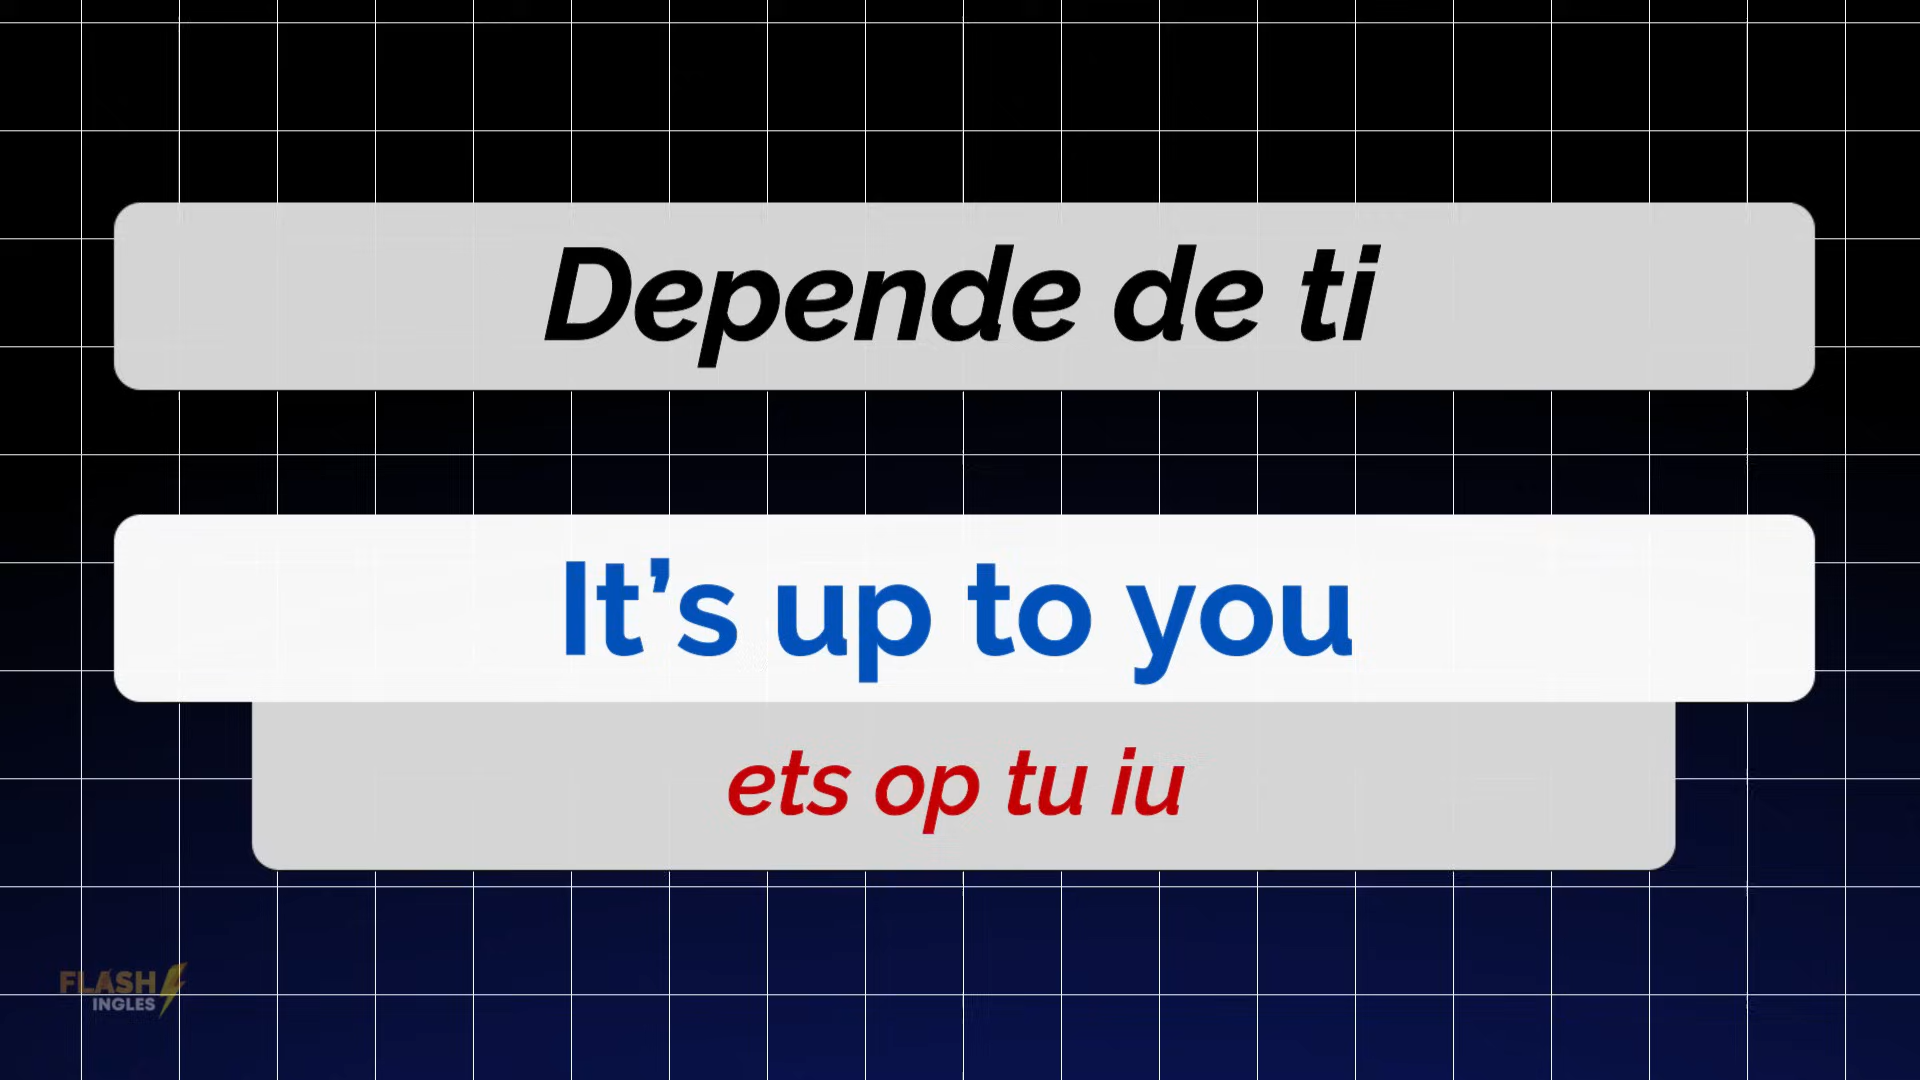 Depende de ti
It’s up to you
ets op tu iu
FLASH
INGLES